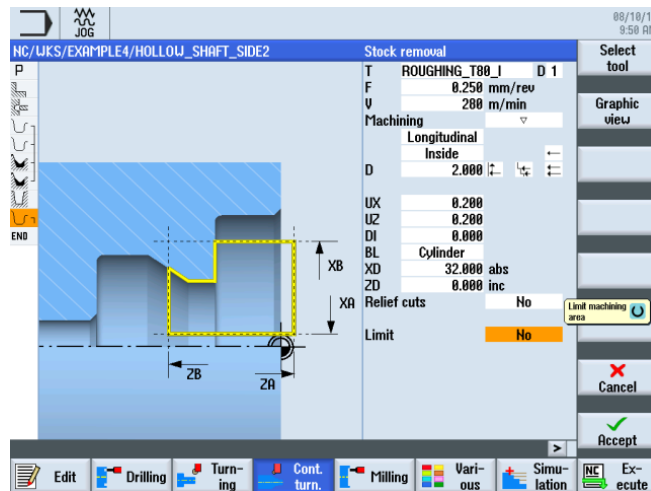 JOG
08/10/1
9:50 A
NC/WKS/EXAMPLE4/HOLLOW_SHAFT_SIDE2
Stock removal
Select
tool
P
T ROUGHING_T80_I D 1
F 0.250 mm/rev
V 280 m/min
Machining ▽
Graphic
view
Longitudinal
Inside ←
D 2.000
UX 0.200
UZ 0.200
DI 0.000
BL Cylinder
XD 32.000 abs
ZD 0.000 inc
Relief cuts No
Limit No
Limit machining
area
END
XB
XA
ZB
ZA
Cancel
Accept
>
Edit
Drilling
Turn-
ing
Cont.
turn.
Milling
Vari-
ous
Simu-
lation
NC
Ex-
ecute